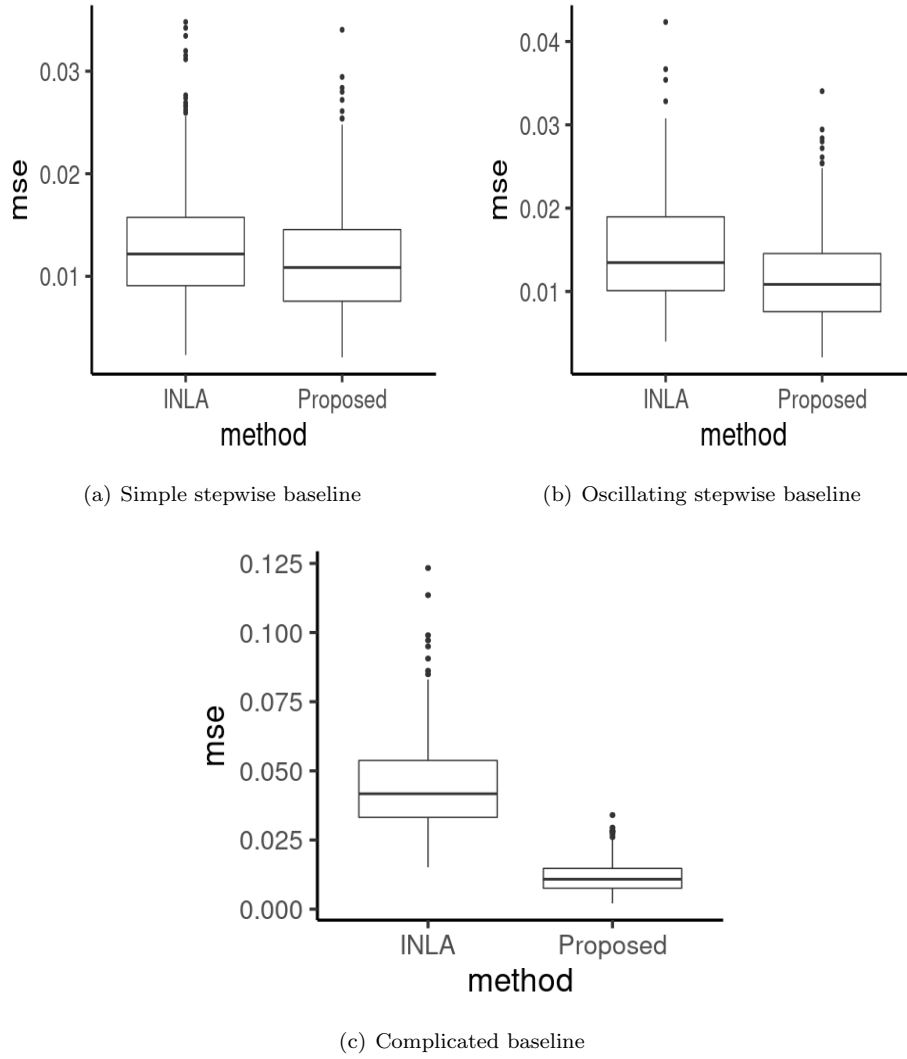 mse
0.03
0.02
0.01
INLA Proposed
method
(a) Simple stepwise baseline
mse
0.04
0.03
0.02
0.01
INLA Proposed
method
(b) Oscillating stepwise baseline
mse
0.125
0.100
0.075
0.050
0.025
0.000
INLA Proposed
method
(c) Complicated baseline